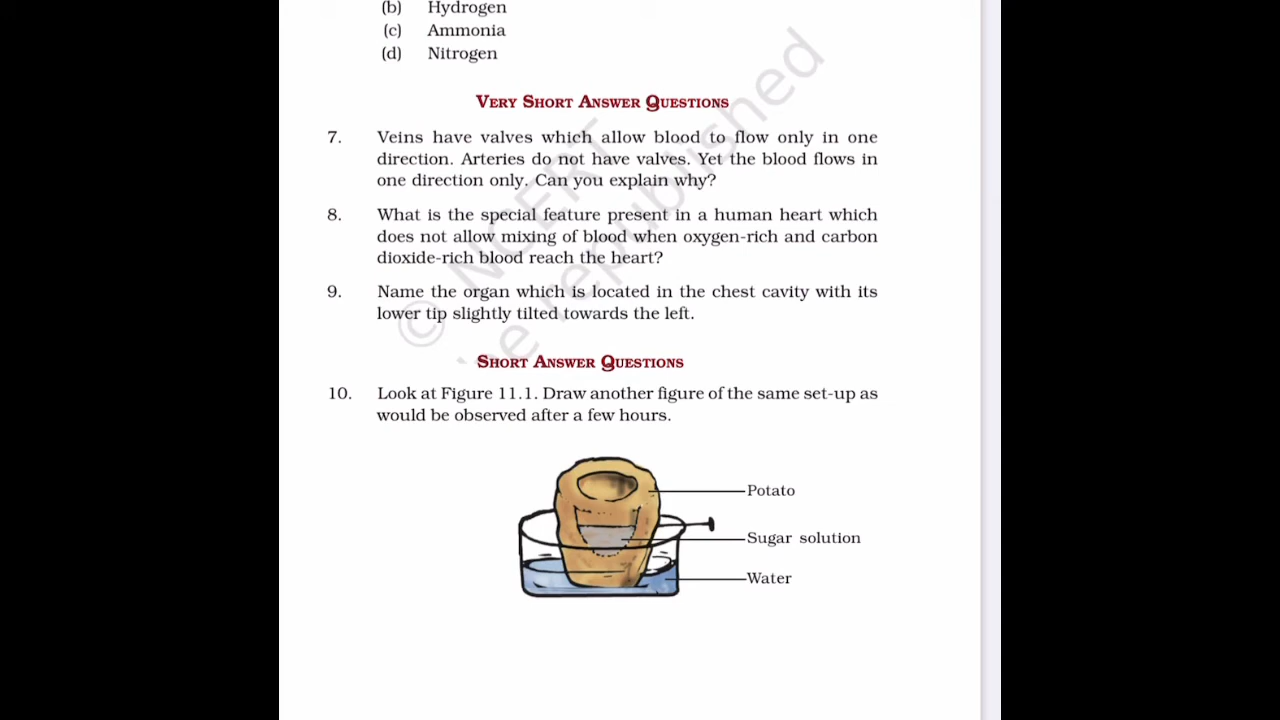 (b) Hydrogen
(c) Ammonia
(d) Nitrogen
VERY SHORT ANSWER QUESTIONS
7. Veins have valves which allow blood to flow only in one
direction. Arteries do not have valves. Yet the blood flows in
one direction only. Can you explain why?
8. What is the special feature present in a human heart which
does not allow mixing of blood when oxygen-rich and carbon
dioxide-rich blood reach the heart?
9. Name the organ which is located in the chest cavity with its
lower tip slightly tilted towards the left.
SHORT ANSWER QUESTIONS
10. Look at Figure 11.1. Draw another figure of the same set-up as
would be observed after a few hours.
Potato
Sugar solution
Water
© NCERT
be republished